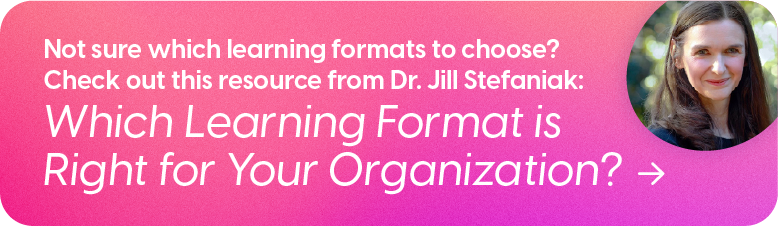 Not sure which learning formats to choose?
Check out this resource from Dr. Jill Stefaniak:
Which Learning Format is
Right for Your Organization? →